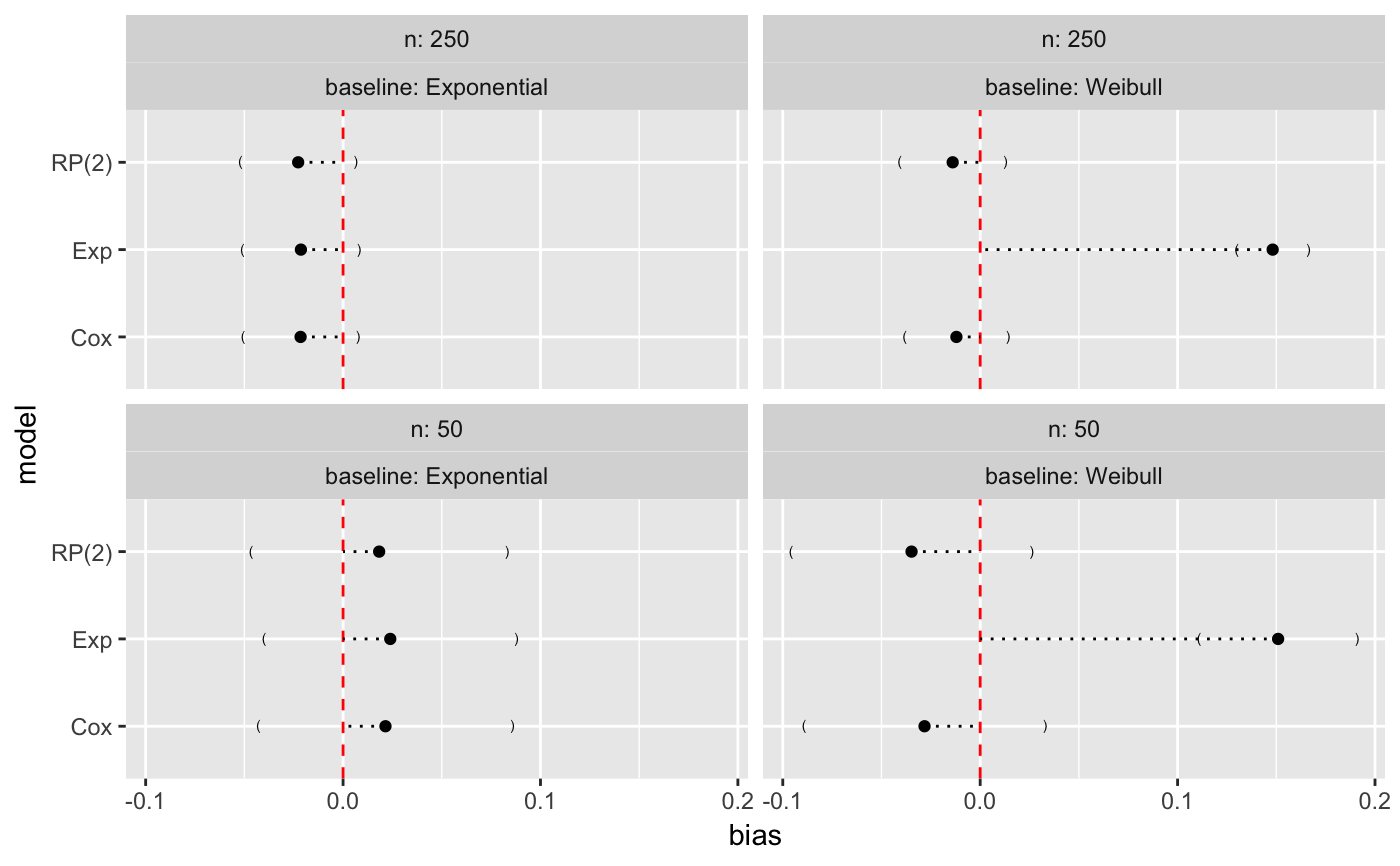 n: 250
n: 250
baseline: Exponential
baseline: Weibull
RP(2)
( )
( )
Exp
( )
( )
Cox
( )
( )
model
n: 50
n: 50
baseline: Exponential
baseline: Weibull
RP(2)
( )
( )
Exp
( )
( )
Cox
( )
( )
-0.1 0.0 0.1 0.2
-0.1 0.0 0.1 0.2
bias